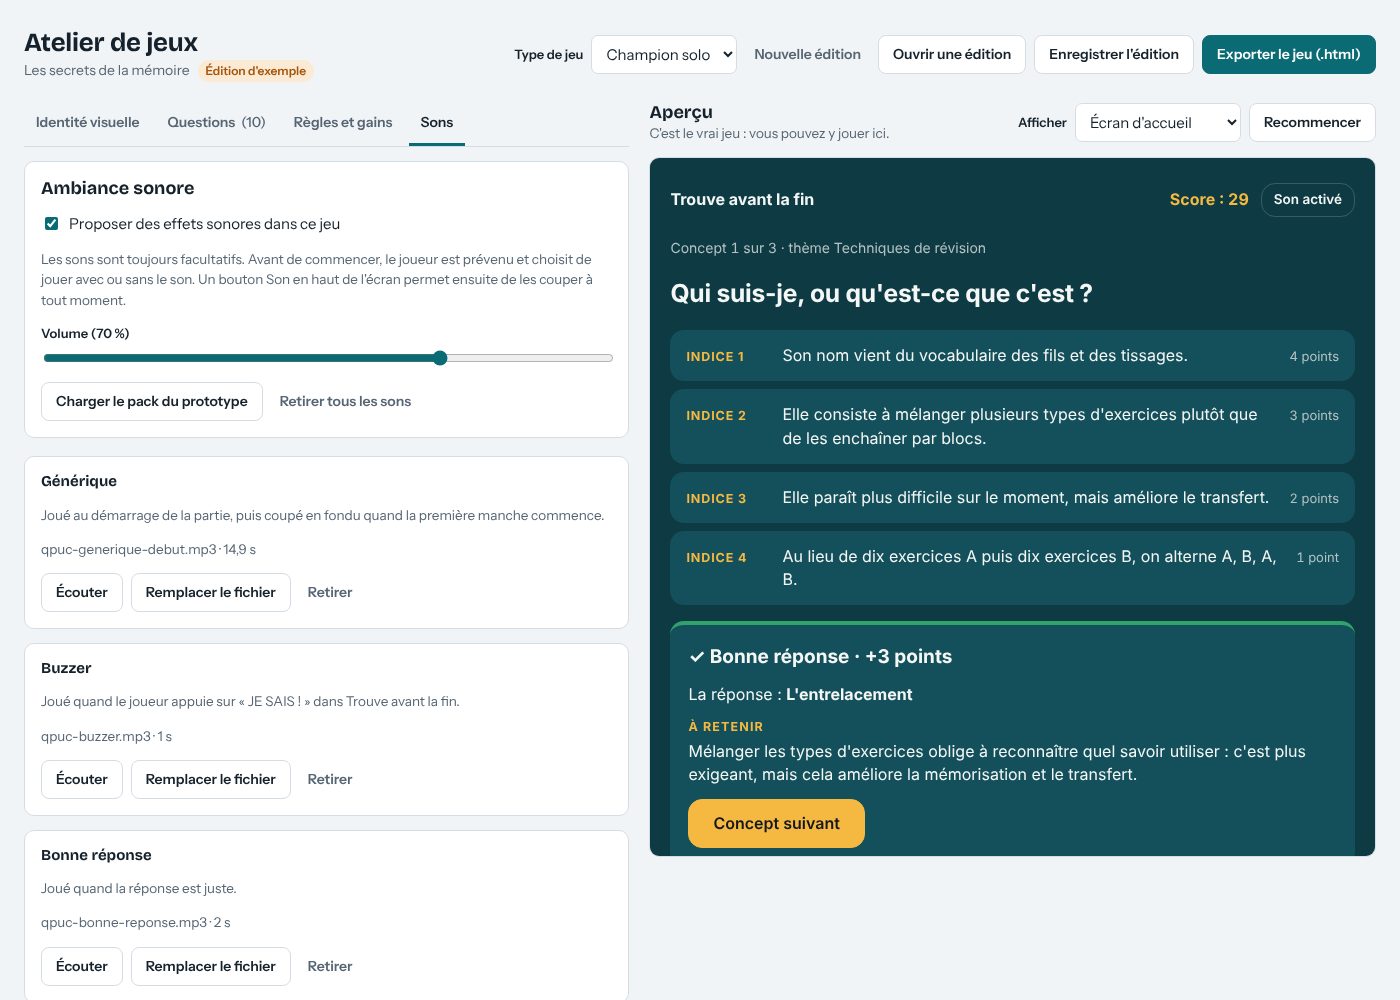 Atelier de jeux
Les secrets de la mémoire
Édition d'exemple
Type de jeu
Champion solo
Nouvelle édition
Ouvrir une édition
Enregistrer l'édition
Exporter le jeu (.html)
Identité visuelle
Questions (10)
Règles et gains
Sons
Ambiance sonore
Proposer des effets sonores dans ce jeu
Les sons sont toujours facultatifs. Avant de commencer, le joueur est prévenu et choisit de
jouer avec ou sans le son. Un bouton Son en haut de l'écran permet ensuite de les couper à
tout moment.
Volume (70 %)
Charger le pack du prototype
Retirer tous les sons
Générique
Joué au démarrage de la partie, puis coupé en fondu quand la première manche commence.
qpuc-generique-debut.mp3 · 14,9 s
Écouter
Remplacer le fichier
Retirer
Buzzer
Joué quand le joueur appuie sur « JE SAIS ! » dans Trouve avant la fin.
qpuc-buzzer.mp3 · 1 s
Écouter
Remplacer le fichier
Retirer
Bonne réponse
Joué quand la réponse est juste.
qpuc-bonne-reponse.mp3 · 2 s
Écouter
Remplacer le fichier
Retirer
Aperçu
C'est le vrai jeu : vous pouvez y jouer ici.
Afficher
Écran d'accueil
Recommencer
Trouve avant la fin
Score : 29
Son activé
Concept 1 sur 3 · thème Techniques de révision
Qui suis-je, ou qu'est-ce que c'est ?
INDICE 1
Son nom vient du vocabulaire des fils et des tissages.
4 points
INDICE 2
Elle consiste à mélanger plusieurs types d'exercices plutôt que
de les enchaîner par blocs.
3 points
INDICE 3
Elle paraît plus difficile sur le moment, mais améliore le transfert.
2 points
INDICE 4
Au lieu de dix exercices A puis dix exercices B, on alterne A, B, A,
B.
1 point
✓ Bonne réponse · +3 points
La réponse : L'entrelacement
À RETENIR
Mélanger les types d'exercices oblige à reconnaître quel savoir utiliser : c'est plus
exigeant, mais cela améliore la mémorisation et le transfert.
Concept suivant